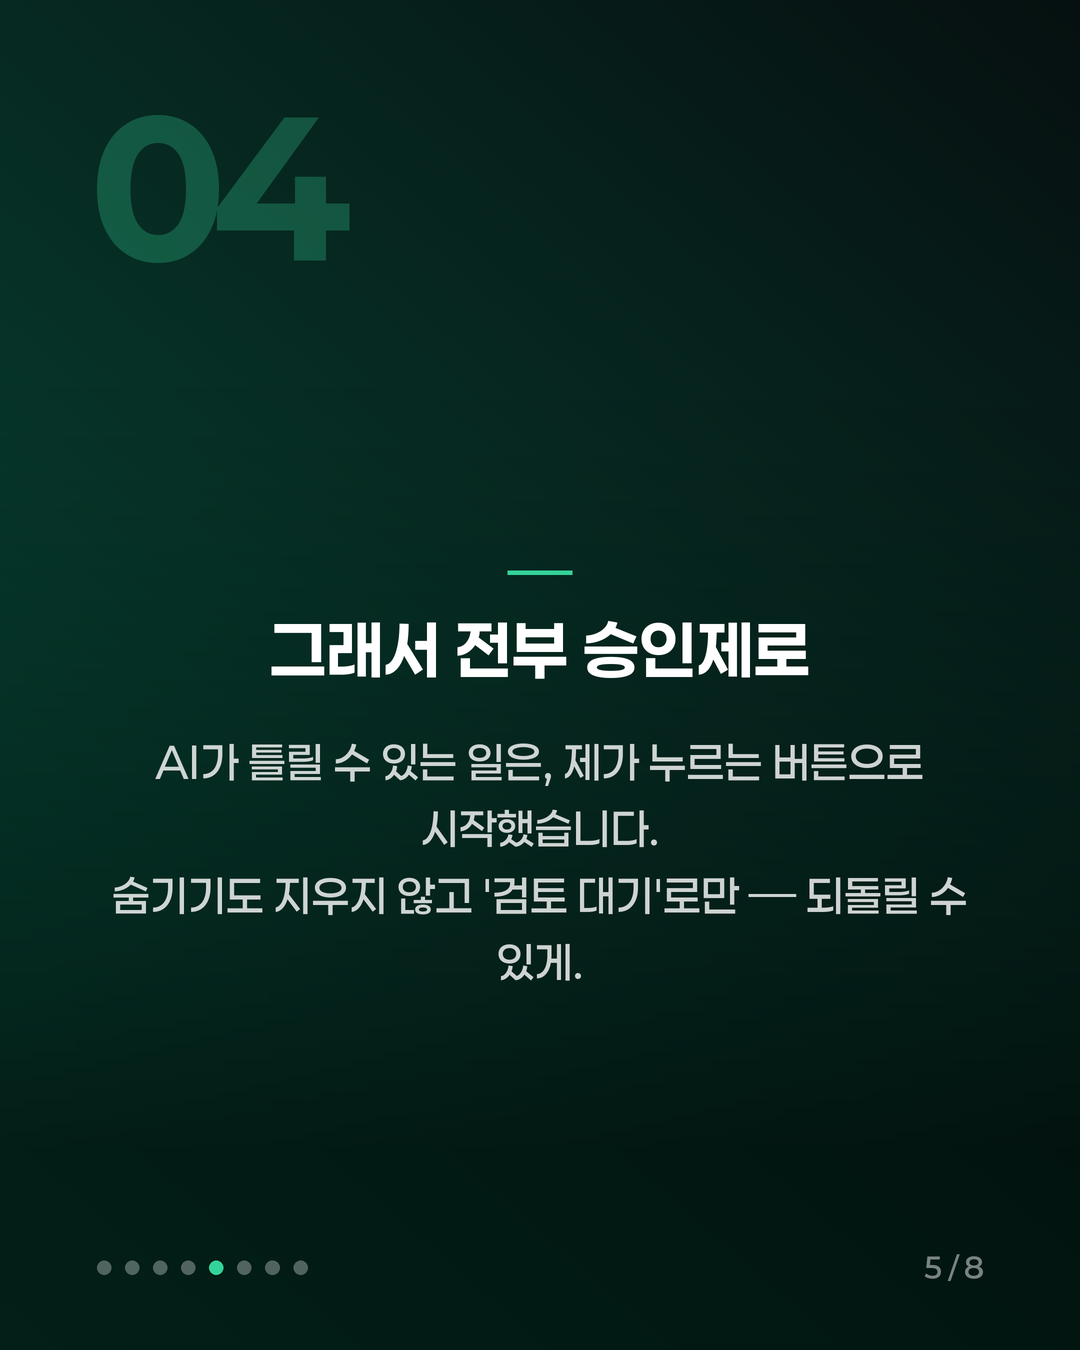 04
그래서 전부 승인제로
AI가 틀릴 수 있는 일은, 제가 누르는 버튼으로
시작했습니다.
숨기기도 지우지 않고 '검토 대기'로만 — 되돌릴 수
있게.
5/8